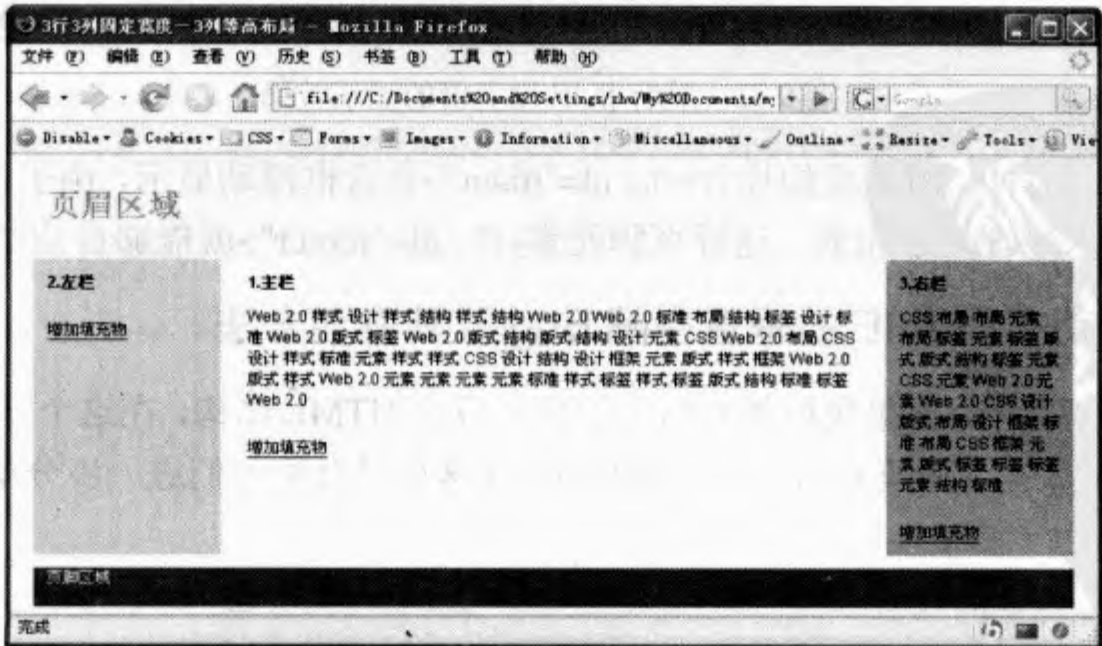 3行3列固定宽度－3列等高布局 - Mozilla Firefox
文件 (F) 编辑 (E) 查看 (V) 历史 (S) 书签 (B) 工具 (T) 帮助 (H)
file:///C:/Documents%20and%20Settings/zhu/My%20Documents/m
Disable Cookies CSS Forms Images Information Miscellaneous Outline Resize Tools Vie
页眉区域
2.左栏
增加填充物
1.主栏
Web 2.0 样式 设计 样式 结构 样式 结构 Web 2.0 Web 2.0 标准 布局 结构 标签 设计 标
准 Web 2.0 版式 标签 Web 2.0 版式 结构 版式 结构 设计 元素 CSS Web 2.0 布局 CSS
设计 样式 标准 元素 样式 样式 CSS 设计 结构 设计 框架 元素 版式 样式 框架 Web 2.0
版式 样式 Web 2.0 元素 元素 元素 元素 标准 样式 标签 样式 标签 版式 结构 标准 标签
Web 2.0
增加填充物
3.右栏
CSS 布局 布局 元素
布局 标签 元素 标签 版
式 版式 结构 标签 元素
CSS 元素 Web 2.0 元
素 Web 2.0 CSS 设计
版式 布局 设计 框架 标
准 布局 CSS 框架 元
素 版式 标签 标签 标签
元素 结构 标准
增加填充物
页脚区域
完成